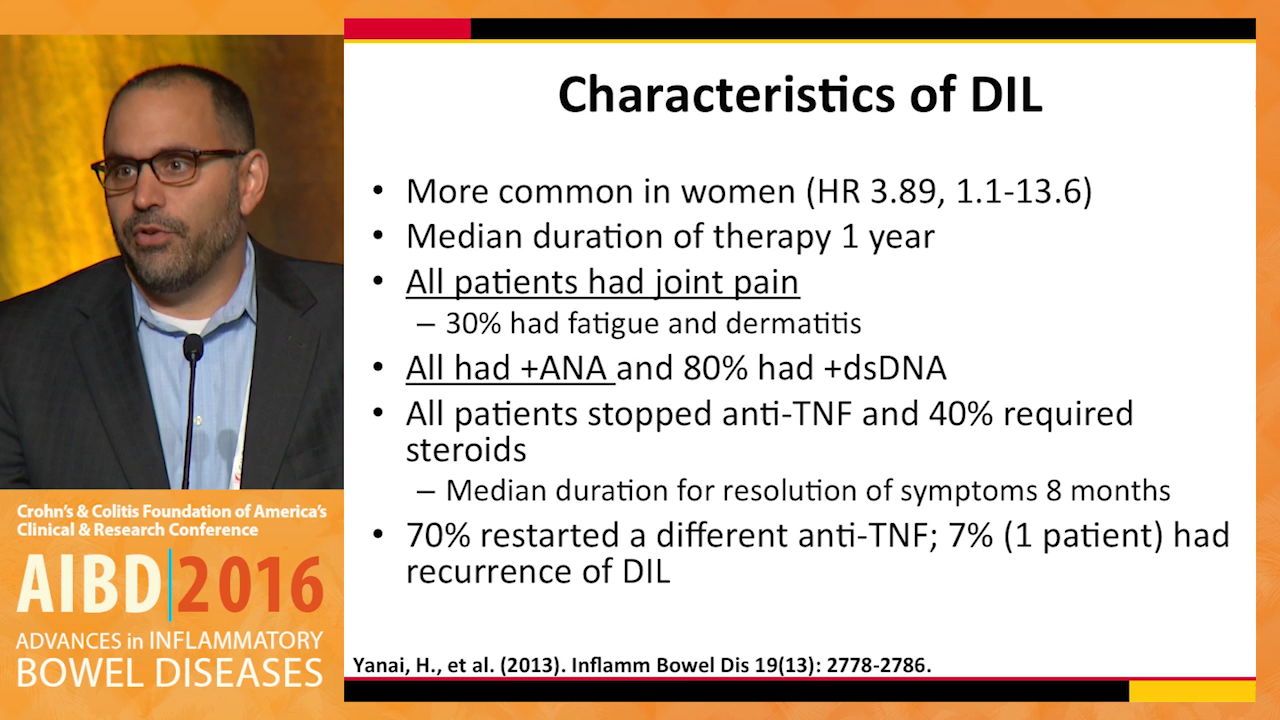 Characteristics of DIL
• More common in women (HR 3.89, 1.1-13.6)
• Median duration of therapy 1 year
• All patients had joint pain
– 30% had fatigue and dermatitis
• All had +ANA and 80% had +dsDNA
• All patients stopped anti-TNF and 40% required
steroids
– Median duration for resolution of symptoms 8 months
• 70% restarted a different anti-TNF; 7% (1 patient) had
recurrence of DIL
Yanai, H., et al. (2013). Inflamm Bowel Dis 19(13): 2778-2786.
Crohn's & Colitis Foundation of America's
Clinical & Research Conference
AIBD|2016
ADVANCES in INFLAMMATORY
BOWEL DISEASES